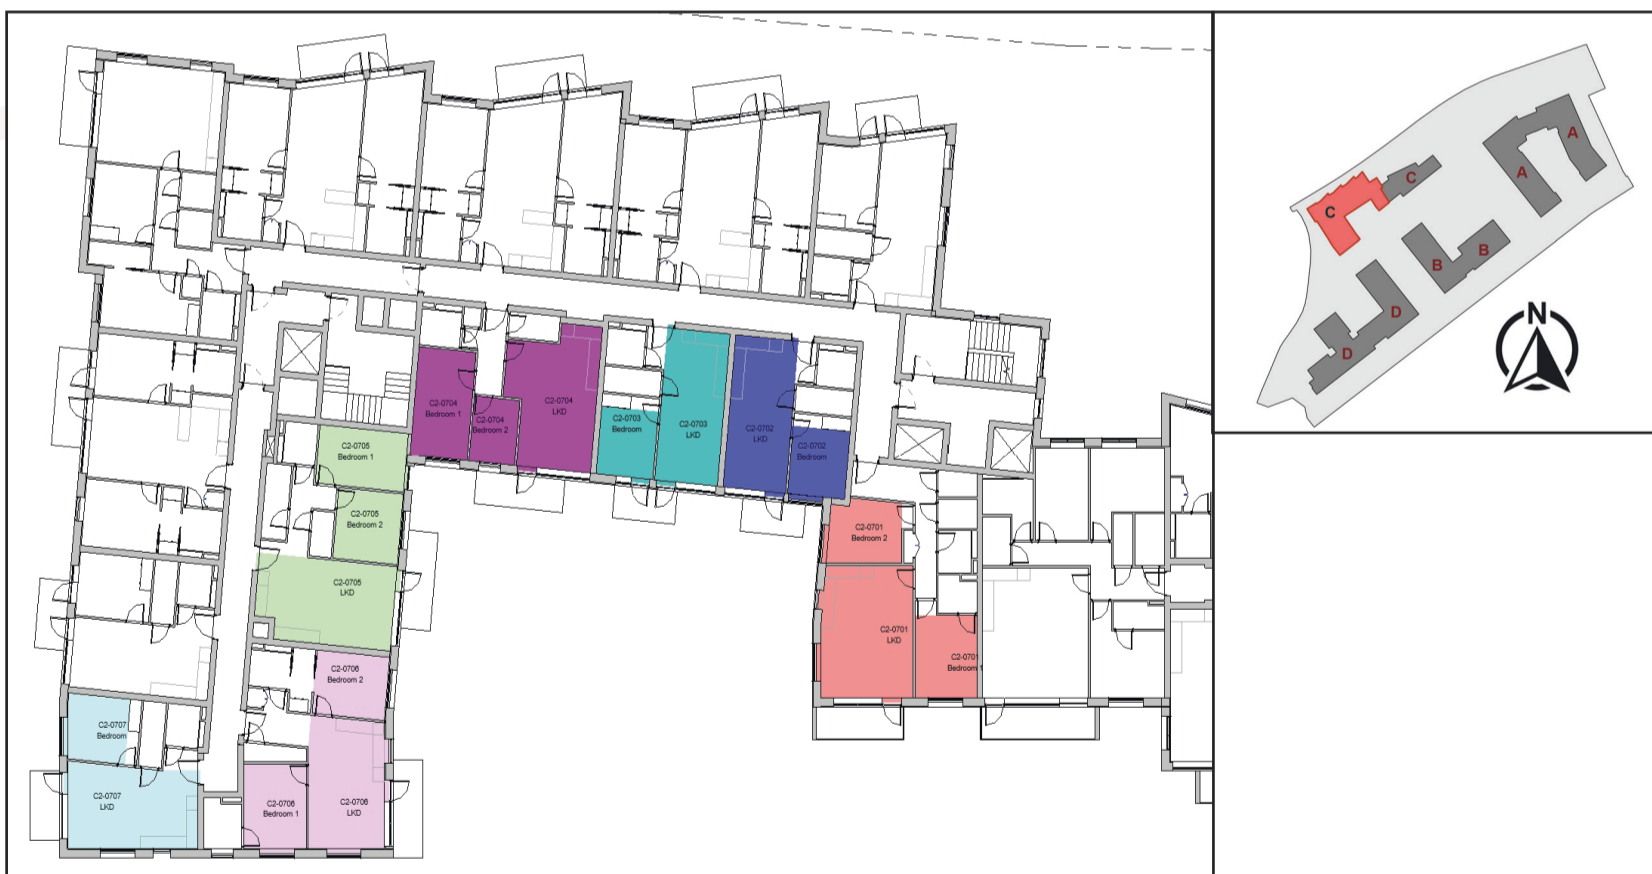 C2-0704
Bedroom 1
C2-0704
Bedroom 2
C2-0704
LKD
C2-0703
Bedroom
C2-0703
LKD
C2-0702
LKD
C2-0702
Bedroom
C2-0705
Bedroom 1
C2-0705
Bedroom 2
C2-0705
LKD
C2-0701
Bedroom 2
C2-0701
LKD
C2-0701
Bedroom 1
C2-0706
Bedroom 2
C2-0706
Bedroom 1
C2-0706
LKD
C2-0707
Bedroom
C2-0707
LKD
A
A
C
C
B
B
D
D
N